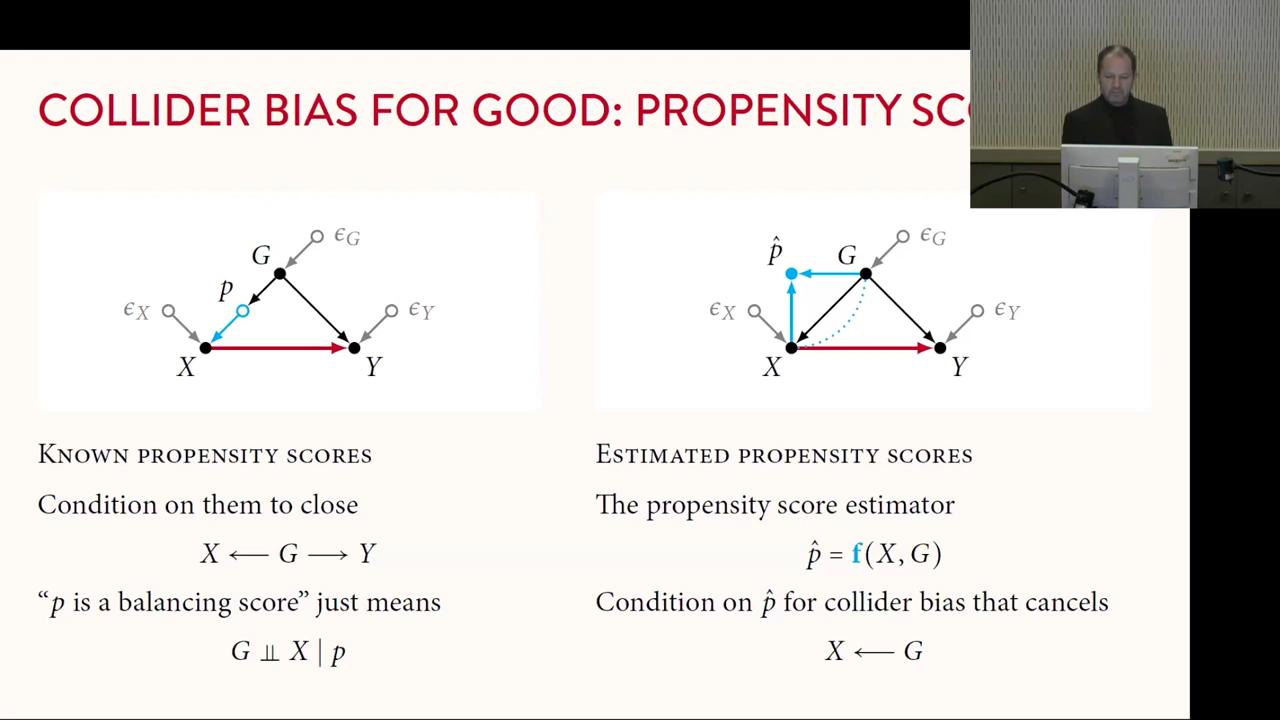 COLLIDER BIAS FOR GOOD: PROPENSITY
G ϵG
p
ϵX ϵY
X Y
p̂ G ϵG
ϵX ϵY
X Y
KNOWN PROPENSITY SCORES
Condition on them to close
X ⟵ G ⟶ Y
“p is a balancing score” just means
G ⫫ X | p
ESTIMATED PROPENSITY SCORES
The propensity score estimator
p̂ = f(X, G)
Condition on p̂ for collider bias that cancels
X ⟵ G